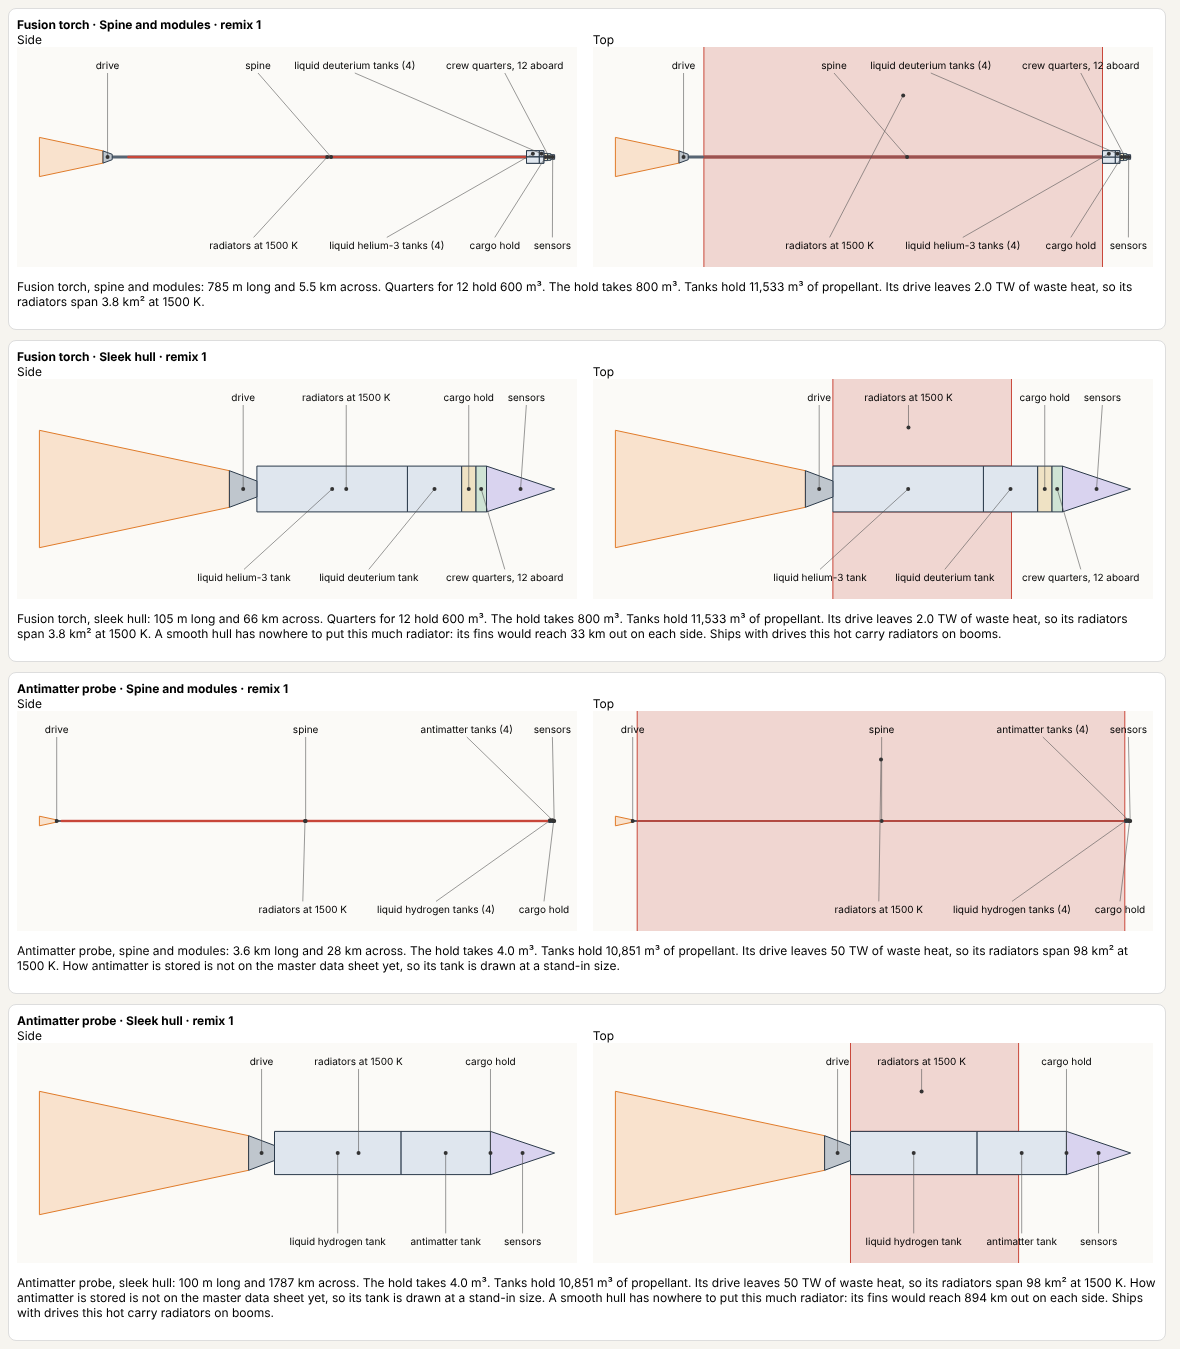 Fusion torch · Spine and modules · remix 1
Side
Top
drive
spine
liquid deuterium tanks (4)
crew quarters, 12 aboard
radiators at 1500 K
liquid helium-3 tanks (4)
cargo hold
sensors
drive
spine
liquid deuterium tanks (4)
crew quarters, 12 aboard
radiators at 1500 K
liquid helium-3 tanks (4)
cargo hold
sensors
Fusion torch, spine and modules: 785 m long and 5.5 km across. Quarters for 12 hold 600 m³. The hold takes 800 m³. Tanks hold 11,533 m³ of propellant. Its drive leaves 2.0 TW of waste heat, so its
radiators span 3.8 km² at 1500 K.
Fusion torch · Sleek hull · remix 1
Side
Top
drive
radiators at 1500 K
cargo hold
sensors
liquid helium-3 tank
liquid deuterium tank
crew quarters, 12 aboard
drive
radiators at 1500 K
cargo hold
sensors
liquid helium-3 tank
liquid deuterium tank
crew quarters, 12 aboard
Fusion torch, sleek hull: 105 m long and 66 km across. Quarters for 12 hold 600 m³. The hold takes 800 m³. Tanks hold 11,533 m³ of propellant. Its drive leaves 2.0 TW of waste heat, so its radiators
span 3.8 km² at 1500 K. A smooth hull has nowhere to put this much radiator: its fins would reach 33 km out on each side. Ships with drives this hot carry radiators on booms.
Antimatter probe · Spine and modules · remix 1
Side
Top
drive
spine
antimatter tanks (4)
sensors
radiators at 1500 K
liquid hydrogen tanks (4)
cargo hold
drive
spine
antimatter tanks (4)
sensors
radiators at 1500 K
liquid hydrogen tanks (4)
cargo hold
Antimatter probe, spine and modules: 3.6 km long and 28 km across. The hold takes 4.0 m³. Tanks hold 10,851 m³ of propellant. Its drive leaves 50 TW of waste heat, so its radiators span 98 km² at
1500 K. How antimatter is stored is not on the master data sheet yet, so its tank is drawn at a stand-in size.
Antimatter probe · Sleek hull · remix 1
Side
Top
drive
radiators at 1500 K
cargo hold
liquid hydrogen tank
antimatter tank
sensors
drive
radiators at 1500 K
cargo hold
liquid hydrogen tank
antimatter tank
sensors
Antimatter probe, sleek hull: 100 m long and 1787 km across. The hold takes 4.0 m³. Tanks hold 10,851 m³ of propellant. Its drive leaves 50 TW of waste heat, so its radiators span 98 km² at 1500 K. How
antimatter is stored is not on the master data sheet yet, so its tank is drawn at a stand-in size. A smooth hull has nowhere to put this much radiator: its fins would reach 894 km out on each side. Ships
with drives this hot carry radiators on booms.